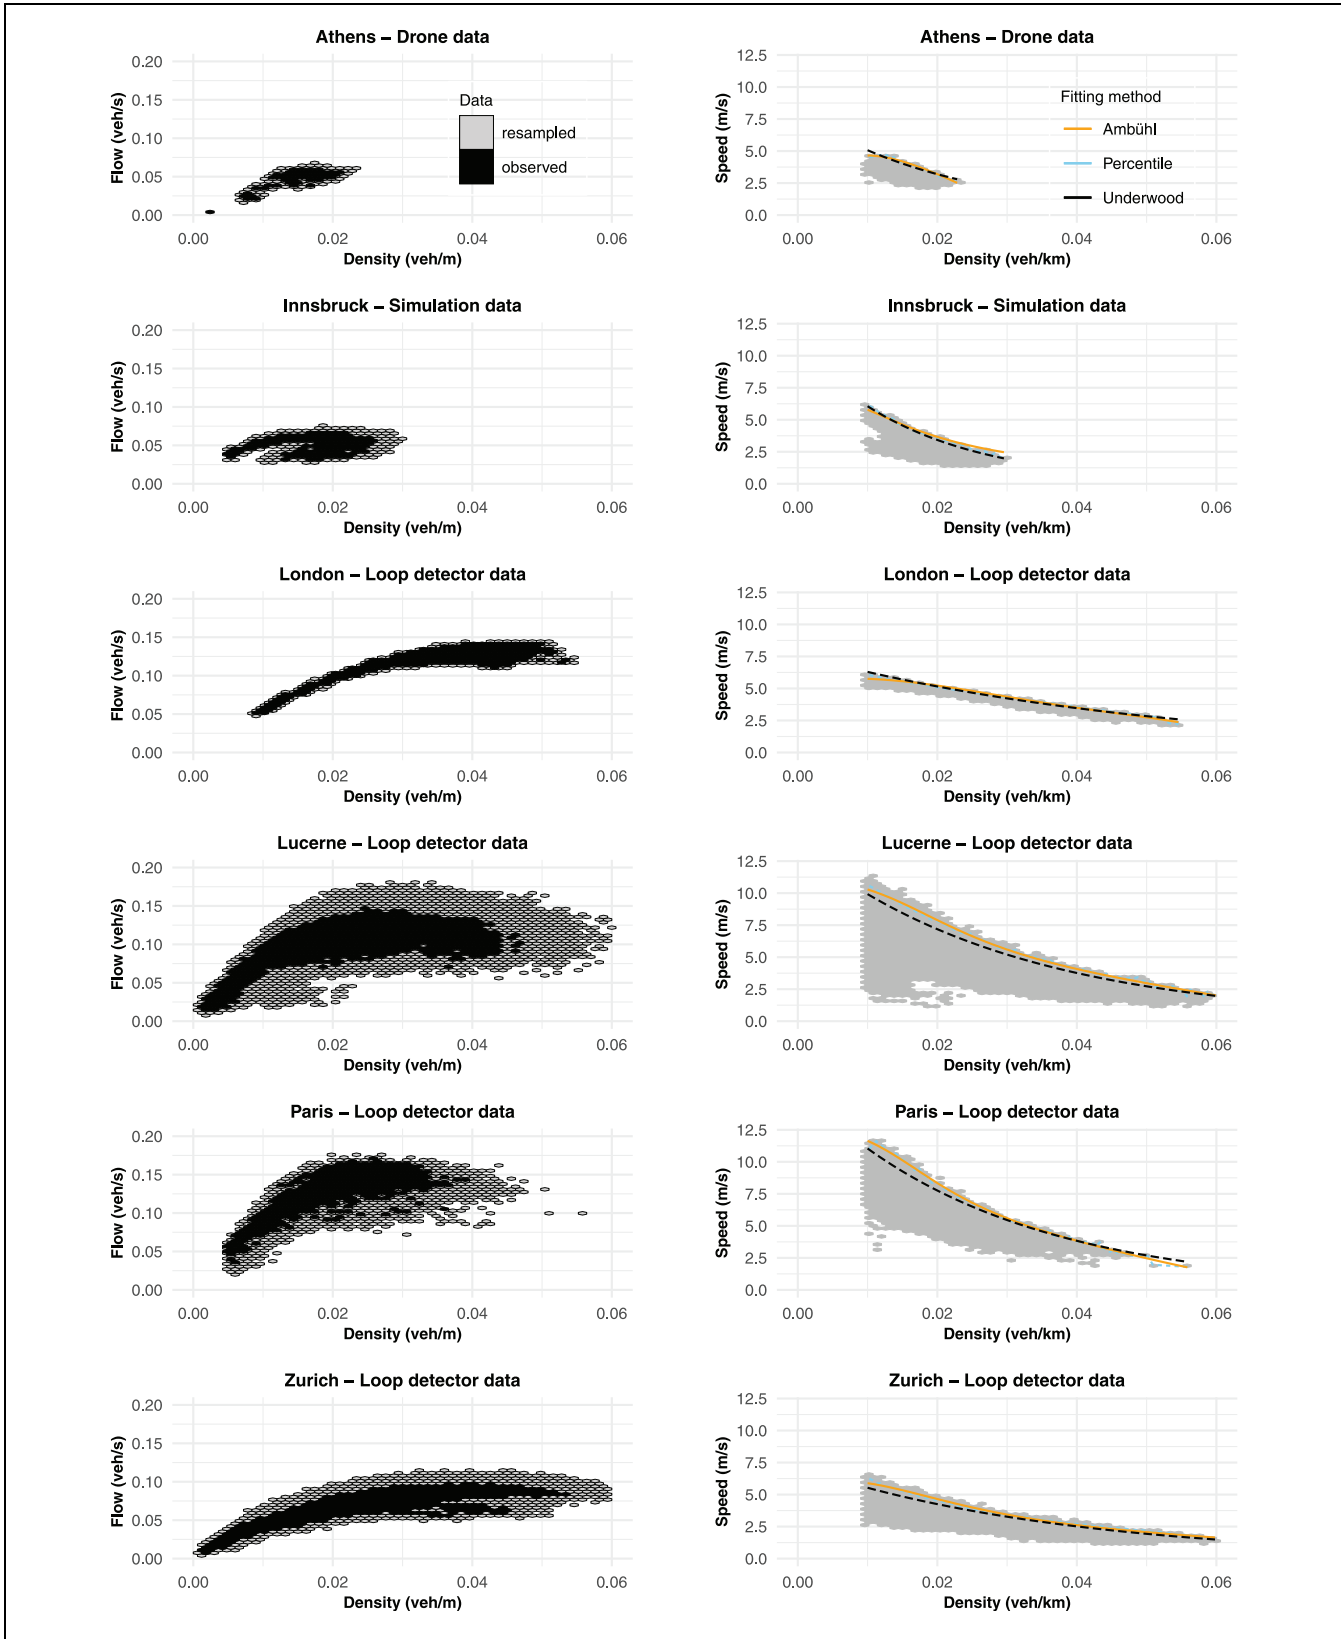 Athens – Drone data
Flow (veh/s)
0.20
0.15
0.10
0.05
0.00
Data
resampled
observed
0.00 0.02 0.04 0.06
Density (veh/m)
Athens – Drone data
Speed (m/s)
12.5
10.0
7.5
5.0
2.5
0.0
Fitting method
Ambühl
Percentile
Underwood
0.00 0.02 0.04 0.06
Density (veh/km)
Innsbruck – Simulation data
Flow (veh/s)
0.20
0.15
0.10
0.05
0.00
0.00 0.02 0.04 0.06
Density (veh/m)
Innsbruck – Simulation data
Speed (m/s)
12.5
10.0
7.5
5.0
2.5
0.0
0.00 0.02 0.04 0.06
Density (veh/km)
London – Loop detector data
Flow (veh/s)
0.20
0.15
0.10
0.05
0.00
0.00 0.02 0.04 0.06
Density (veh/m)
London – Loop detector data
Speed (m/s)
12.5
10.0
7.5
5.0
2.5
0.0
0.00 0.02 0.04 0.06
Density (veh/km)
Lucerne – Loop detector data
Flow (veh/s)
0.20
0.15
0.10
0.05
0.00
0.00 0.02 0.04 0.06
Density (veh/m)
Lucerne – Loop detector data
Speed (m/s)
12.5
10.0
7.5
5.0
2.5
0.0
0.00 0.02 0.04 0.06
Density (veh/km)
Paris – Loop detector data
Flow (veh/s)
0.20
0.15
0.10
0.05
0.00
0.00 0.02 0.04 0.06
Density (veh/m)
Paris – Loop detector data
Speed (m/s)
12.5
10.0
7.5
5.0
2.5
0.0
0.00 0.02 0.04 0.06
Density (veh/km)
Zurich – Loop detector data
Flow (veh/s)
0.20
0.15
0.10
0.05
0.00
0.00 0.02 0.04 0.06
Density (veh/m)
Zurich – Loop detector data
Speed (m/s)
12.5
10.0
7.5
5.0
2.5
0.0
0.00 0.02 0.04 0.06
Density (veh/km)